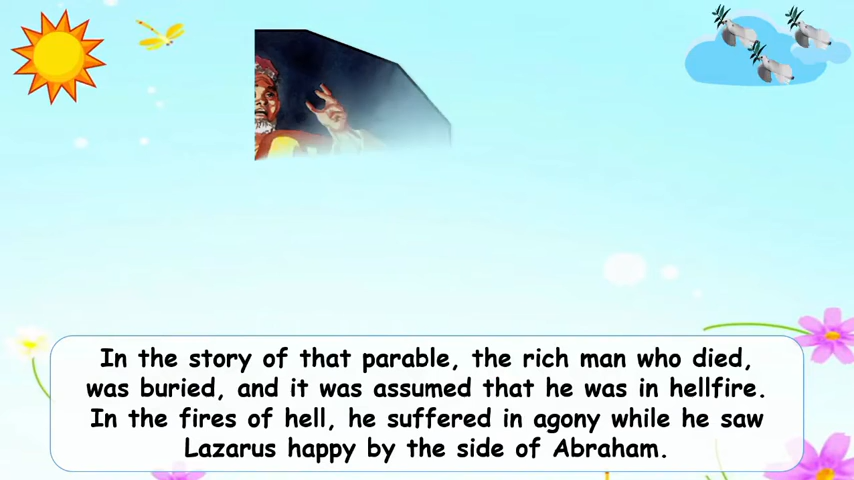 In the story of that parable, the rich man who died,
was buried, and it was assumed that he was in hellfire.
In the fires of hell, he suffered in agony while he saw
Lazarus happy by the side of Abraham.